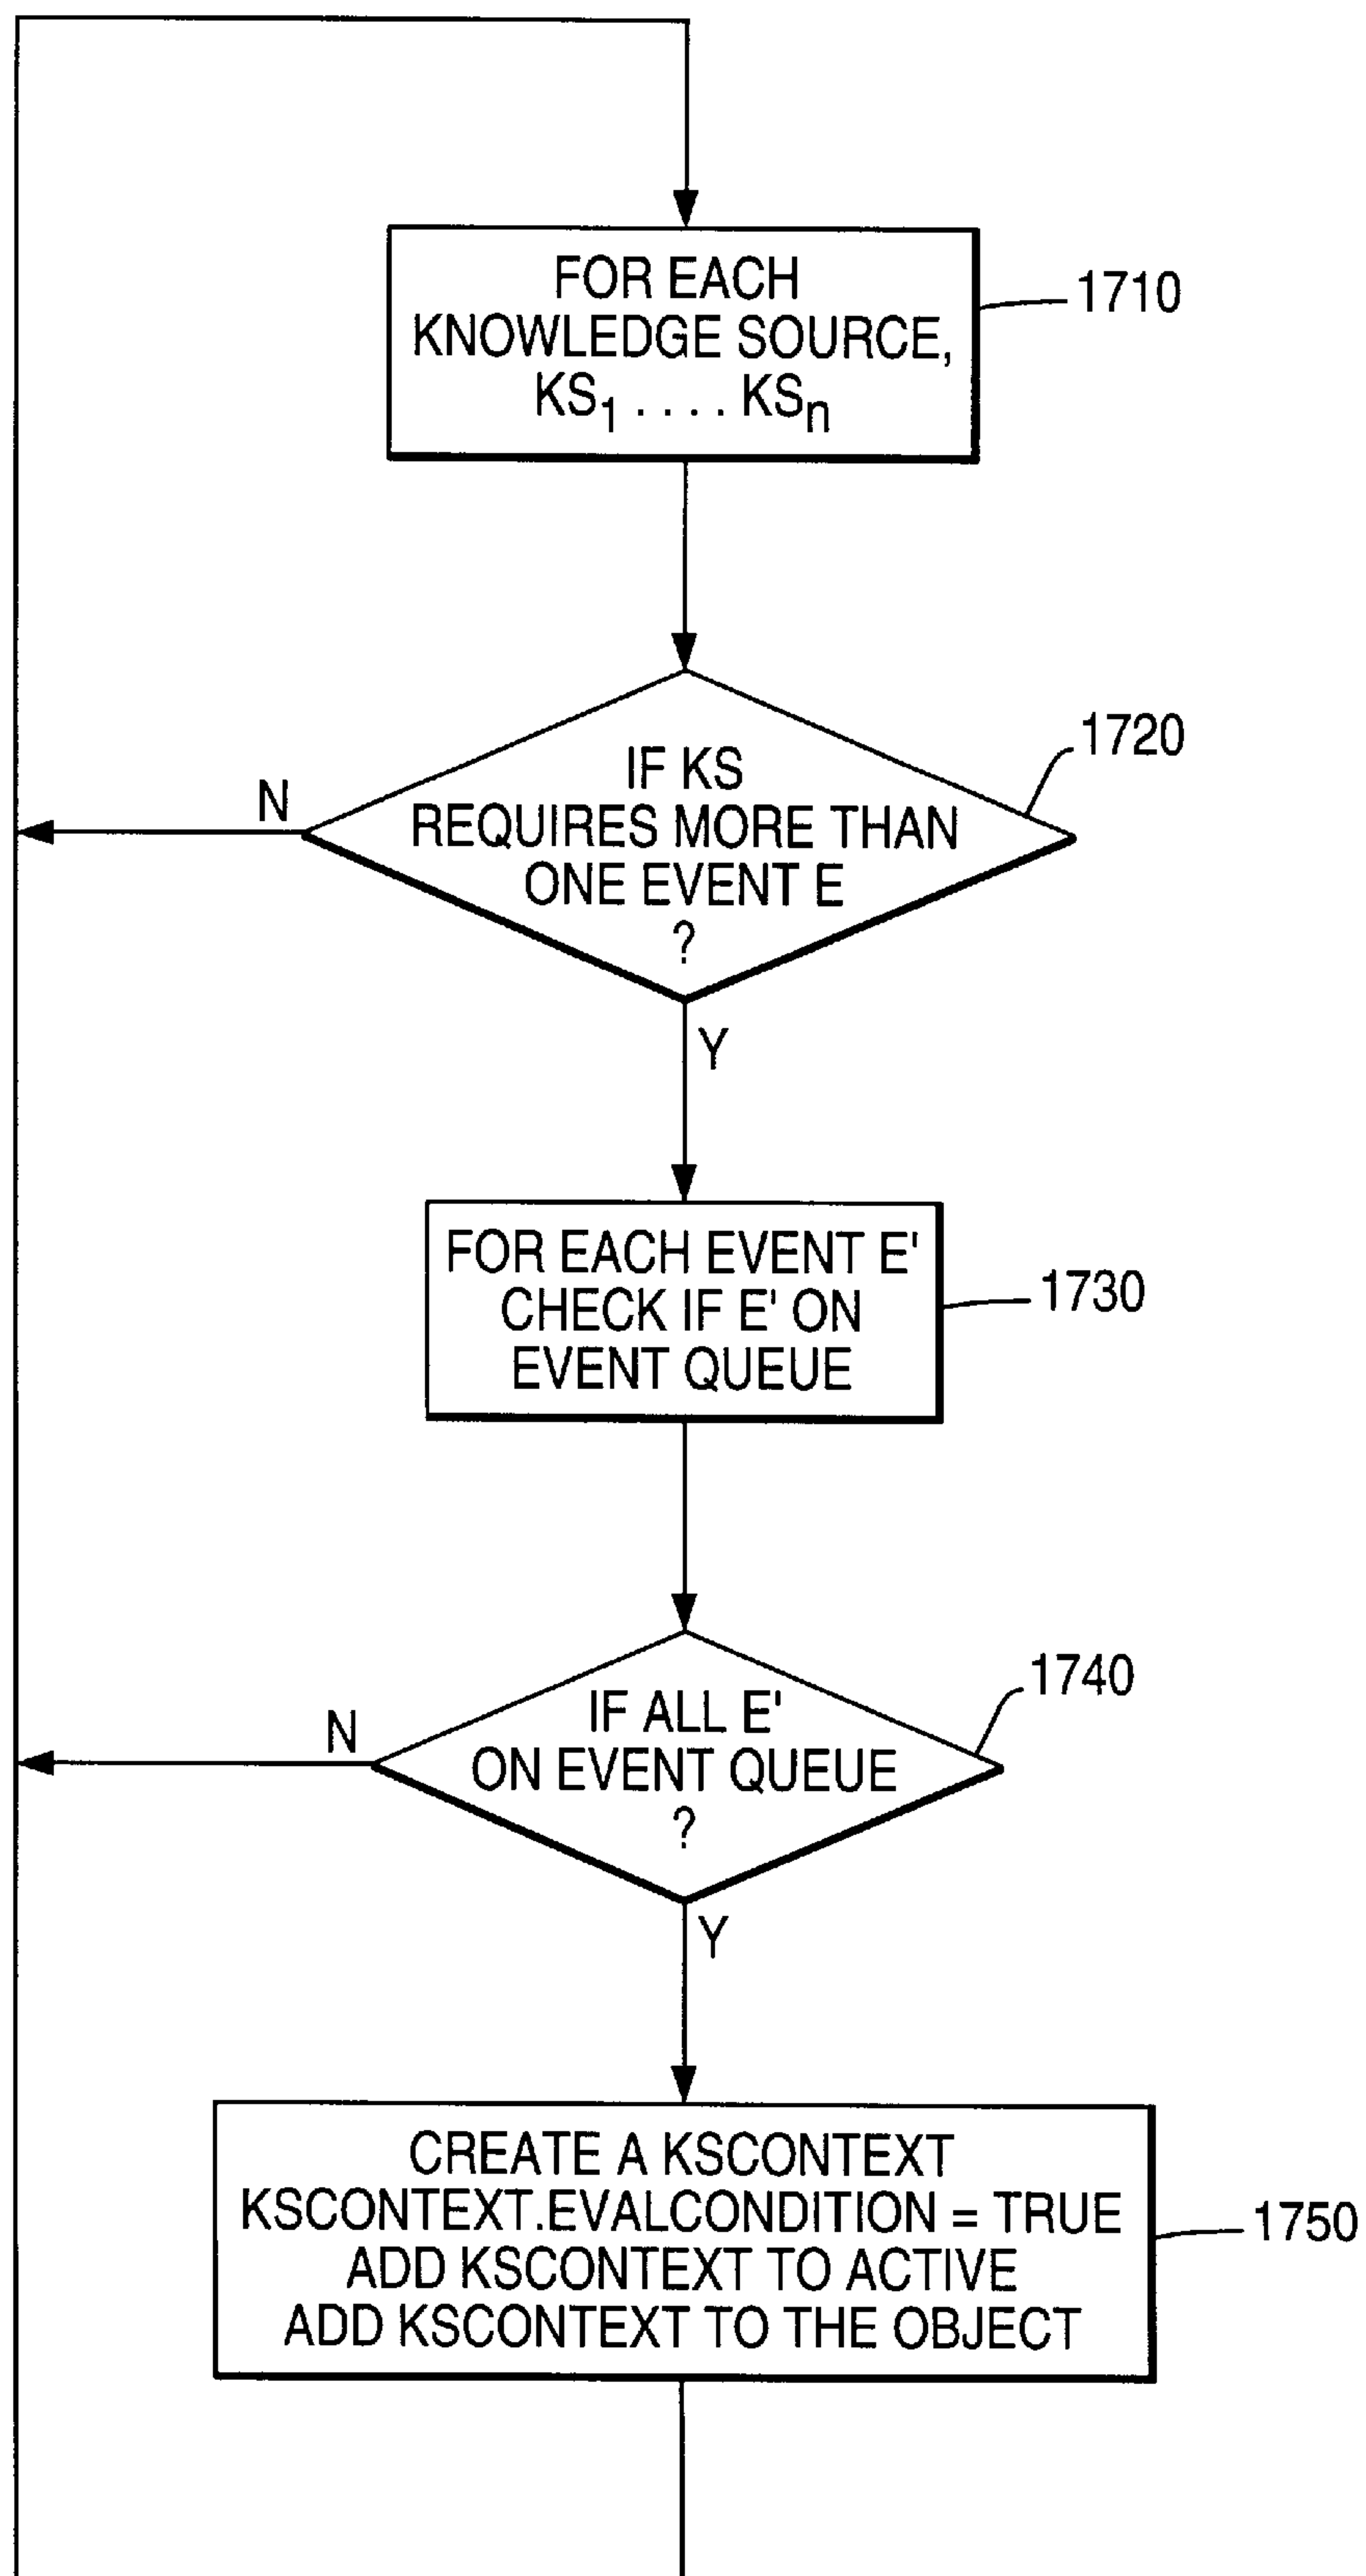 FOR EACH
KNOWLEDGE SOURCE,
KS1 . . . . KSn
1710
IF KS
REQUIRES MORE THAN
ONE EVENT E
?
1720
N
Y
FOR EACH EVENT E'
CHECK IF E' ON
EVENT QUEUE
1730
IF ALL E'
ON EVENT QUEUE
?
1740
N
Y
CREATE A KSCONTEXT
KSCONTEXT.EVALCONDITION = TRUE
ADD KSCONTEXT TO ACTIVE
ADD KSCONTEXT TO THE OBJECT
1750